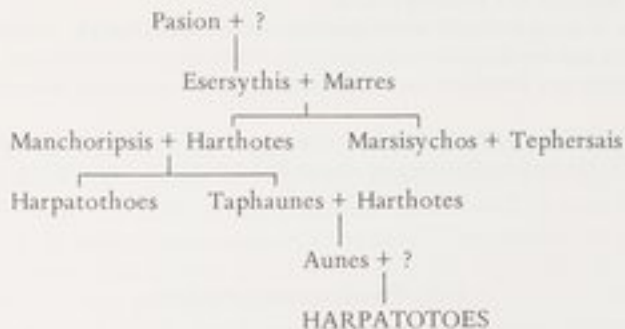 Pasion + ?
Esersythis + Marres
Manchoripsis + Harthotes Marsisychos + Tephersais
Harpatothoes Taphaunes + Harthotes
Aunes + ?
HARPATOTOES